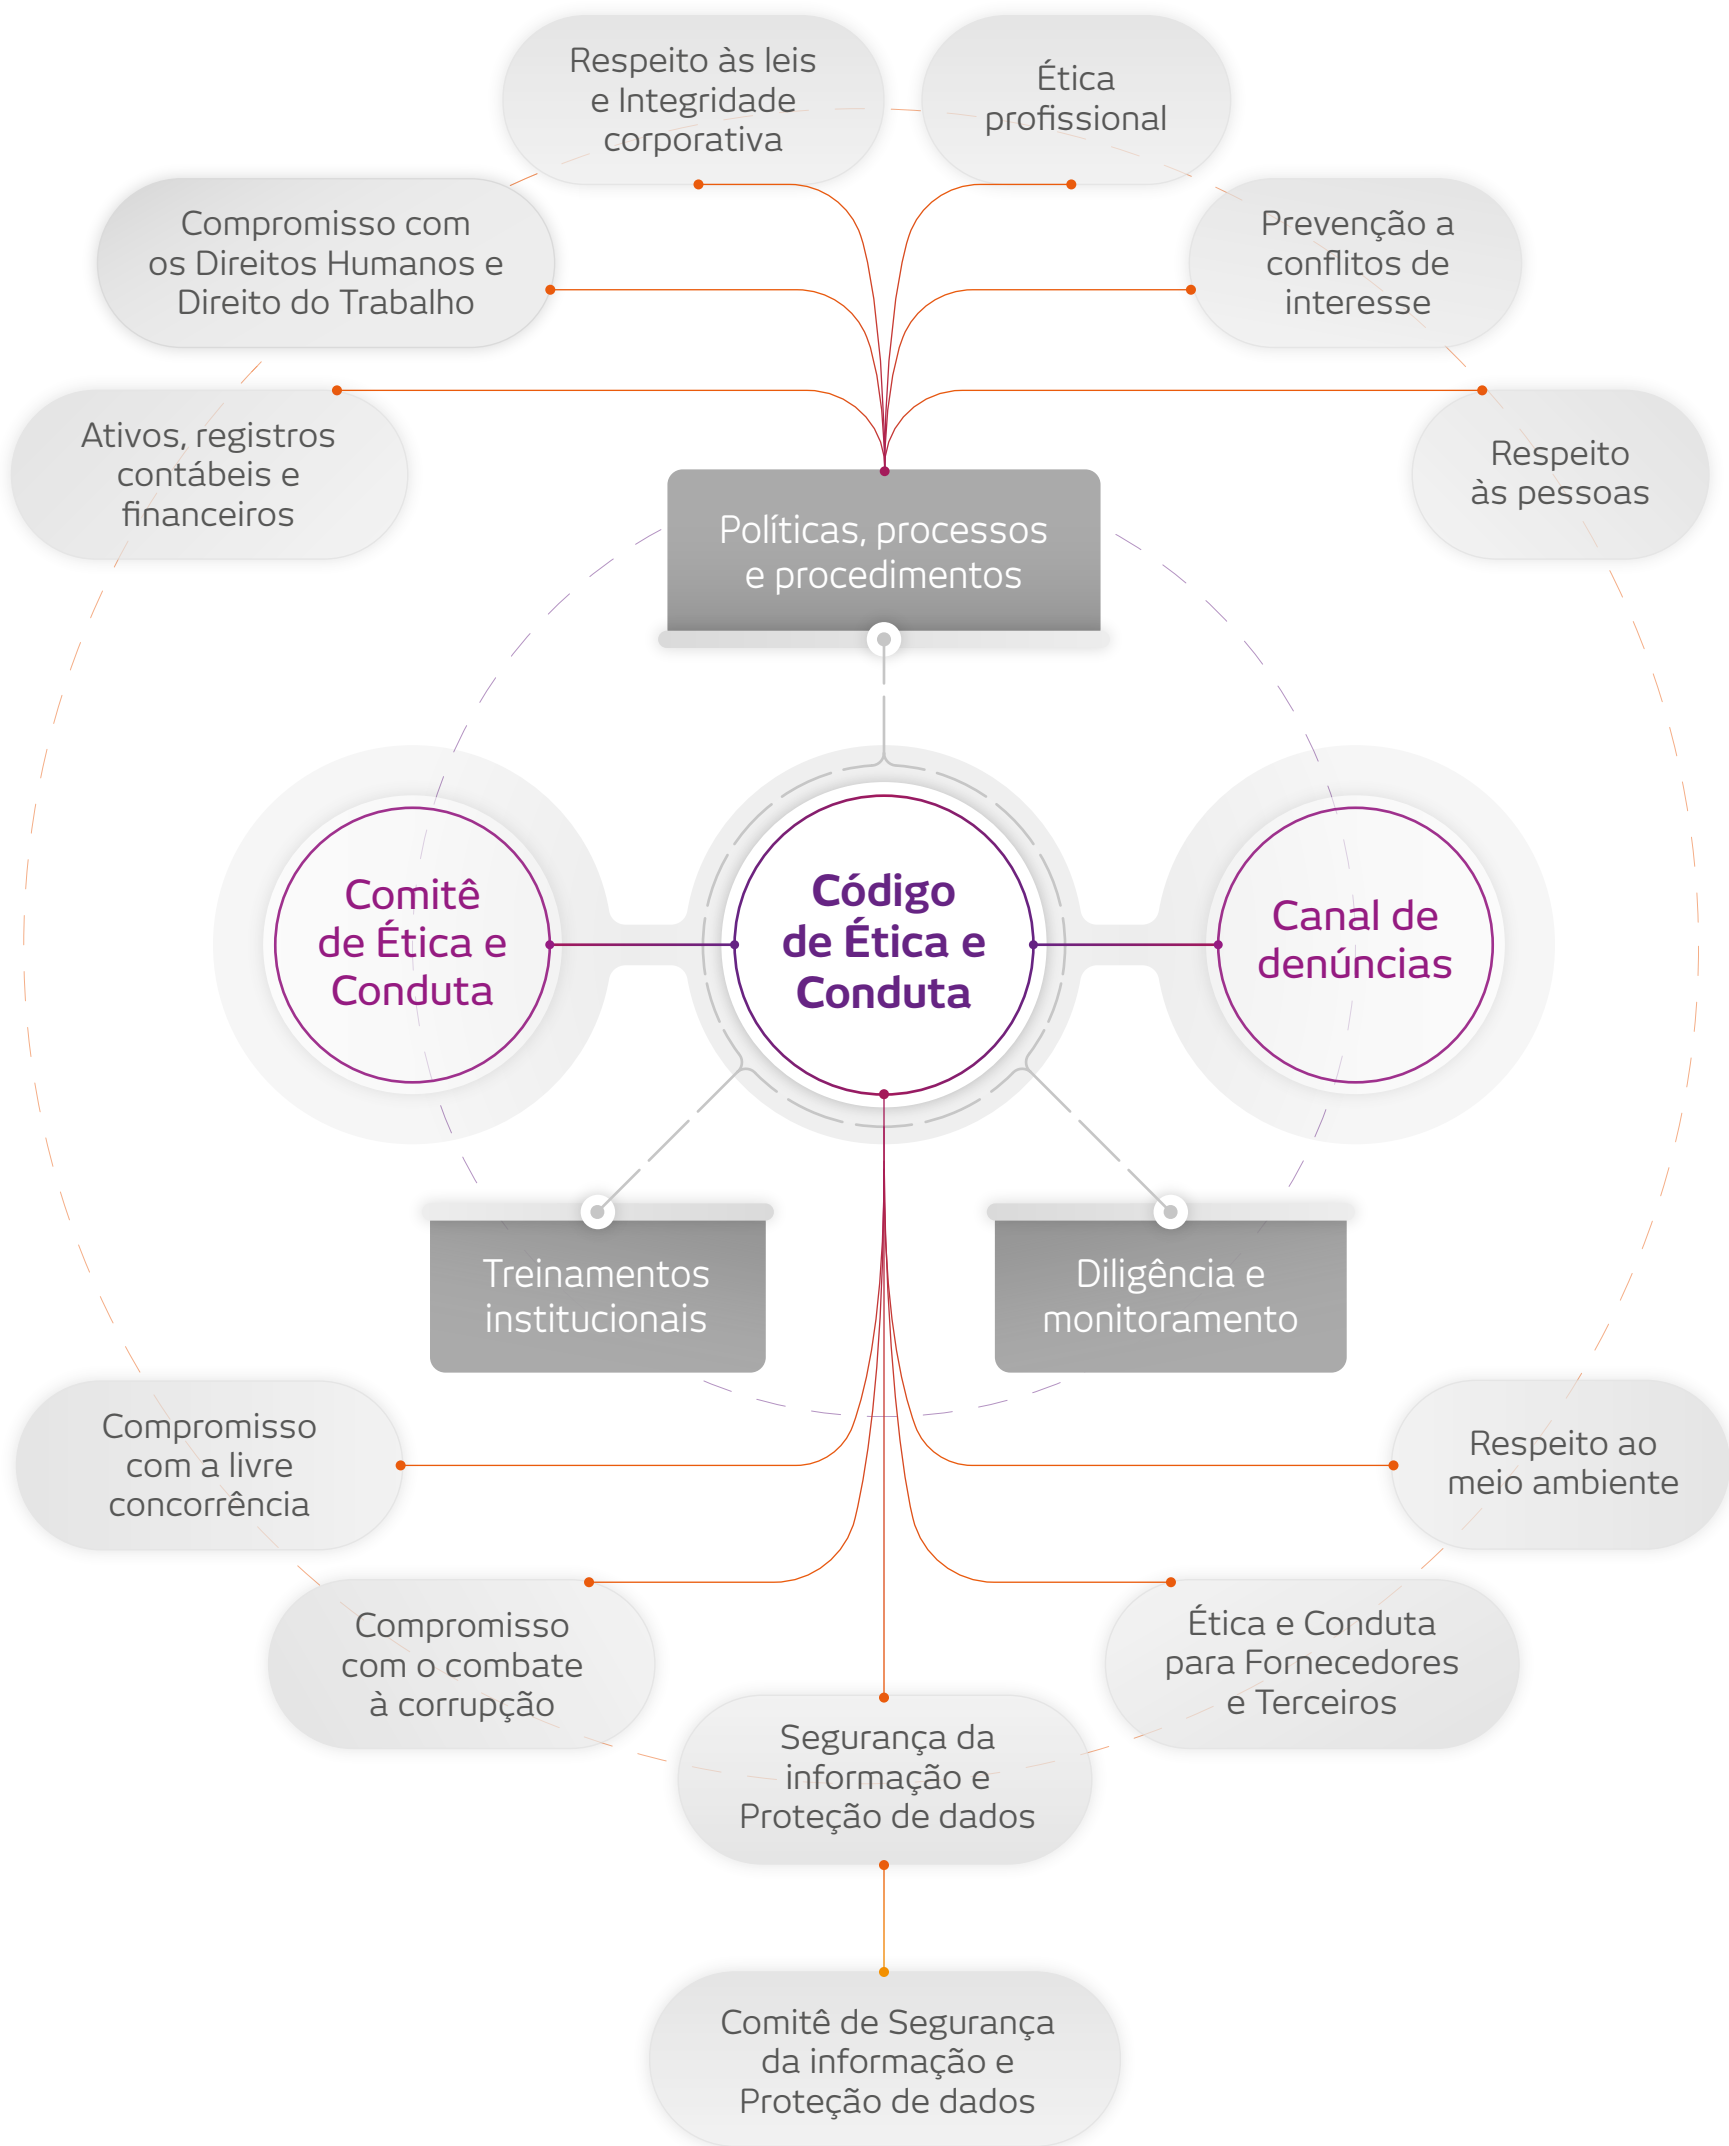 Respeito às leis
e Integridade
corporativa
Ética
profissional
Compromisso com
os Direitos Humanos e
Direito do Trabalho
Prevenção a
conflitos de
interesse
Ativos, registros
contábeis e
financeiros
Respeito
às pessoas
Políticas, processos
e procedimentos
Comitê
de Ética e
Conduta
Código
de Ética e
Conduta
Canal de
denúncias
Treinamentos
institucionais
Diligência e
monitoramento
Compromisso
com a livre
concorrência
Respeito ao
meio ambiente
Compromisso
com o combate
à corrupção
Ética e Conduta
para Fornecedores
e Terceiros
Segurança da
informação e
Proteção de dados
Comitê de Segurança
da informação e
Proteção de dados